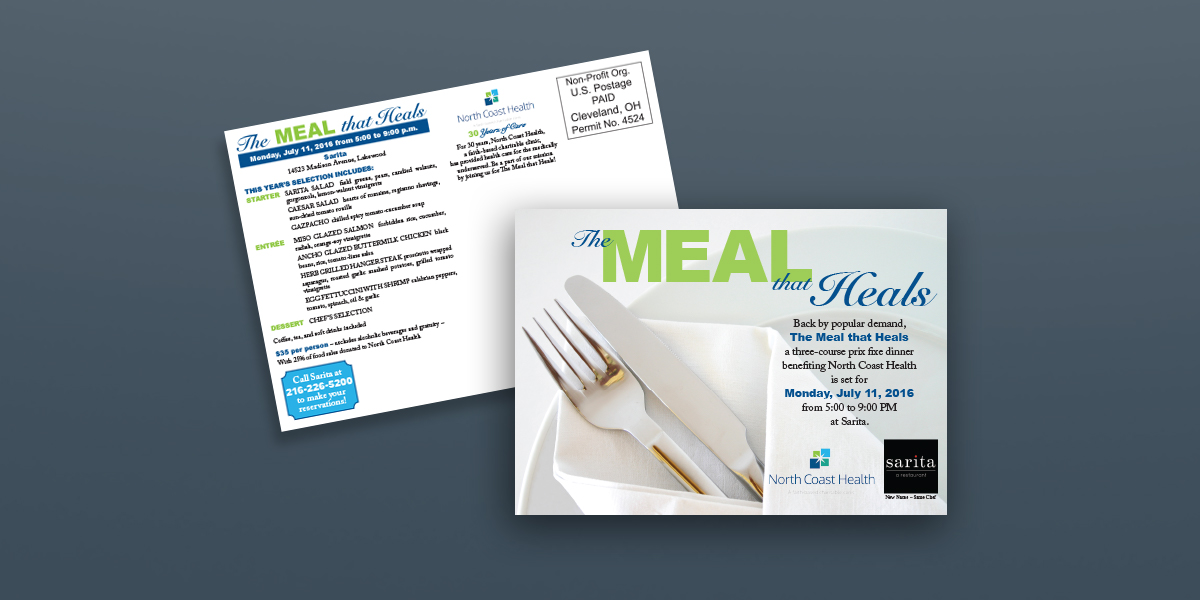 The MEAL that Heals
Monday, July 11, 2016 from 5:00 to 9:00 p.m.
Sarita
14523 Madison Avenue, Lakewood
THIS YEAR'S SELECTION INCLUDES:
STARTER SARITA SALAD field greens, pears, candied walnuts,
gorgonzola, lemon-walnut vinaigrette
CAESAR SALAD hearts of romaine, reggiano shavings,
sun-dried tomato rouille
GAZPACHO chilled spicy tomato-cucumber soup
ENTRÉE MISO GLAZED SALMON forbidden rice, cucumber,
radish, orange-soy vinaigrette
ANCHO GLAZED BUTTERMILK CHICKEN black
beans, rice, tomato-lime salsa
HERB GRILLED HANGER STEAK prosciutto wrapped
asparagus, roasted garlic mashed potatoes, grilled tomato
vinaigrette
EGG FETTUCCINI WITH SHRIMP calabrian peppers,
tomato, spinach, oil & garlic
DESSERT CHEF'S SELECTION
Coffee, tea, and soft drinks included
$35 per person – excludes alcoholic beverages and gratuity –
With 25% of food sales donated to North Coast Health
Call Sarita at
216-226-5200
to make your
reservations!
North Coast Health
30 Years of Care
For 30 years, North Coast Health,
a faith-based charitable clinic,
has provided health care for the medically
underserved. Be a part of our mission
by joining us for The Meal that Heals!
Non-Profit Org.
U.S. Postage
PAID
Cleveland, OH
Permit No. 4524
The MEAL
that Heals
Back by popular demand,
The Meal that Heals
a three-course prix fixe dinner
benefiting North Coast Health
is set for
Monday, July 11, 2016
from 5:00 to 9:00 PM
at Sarita.
North Coast Health
sarita
a restaurant
New Name ~ Same Chef